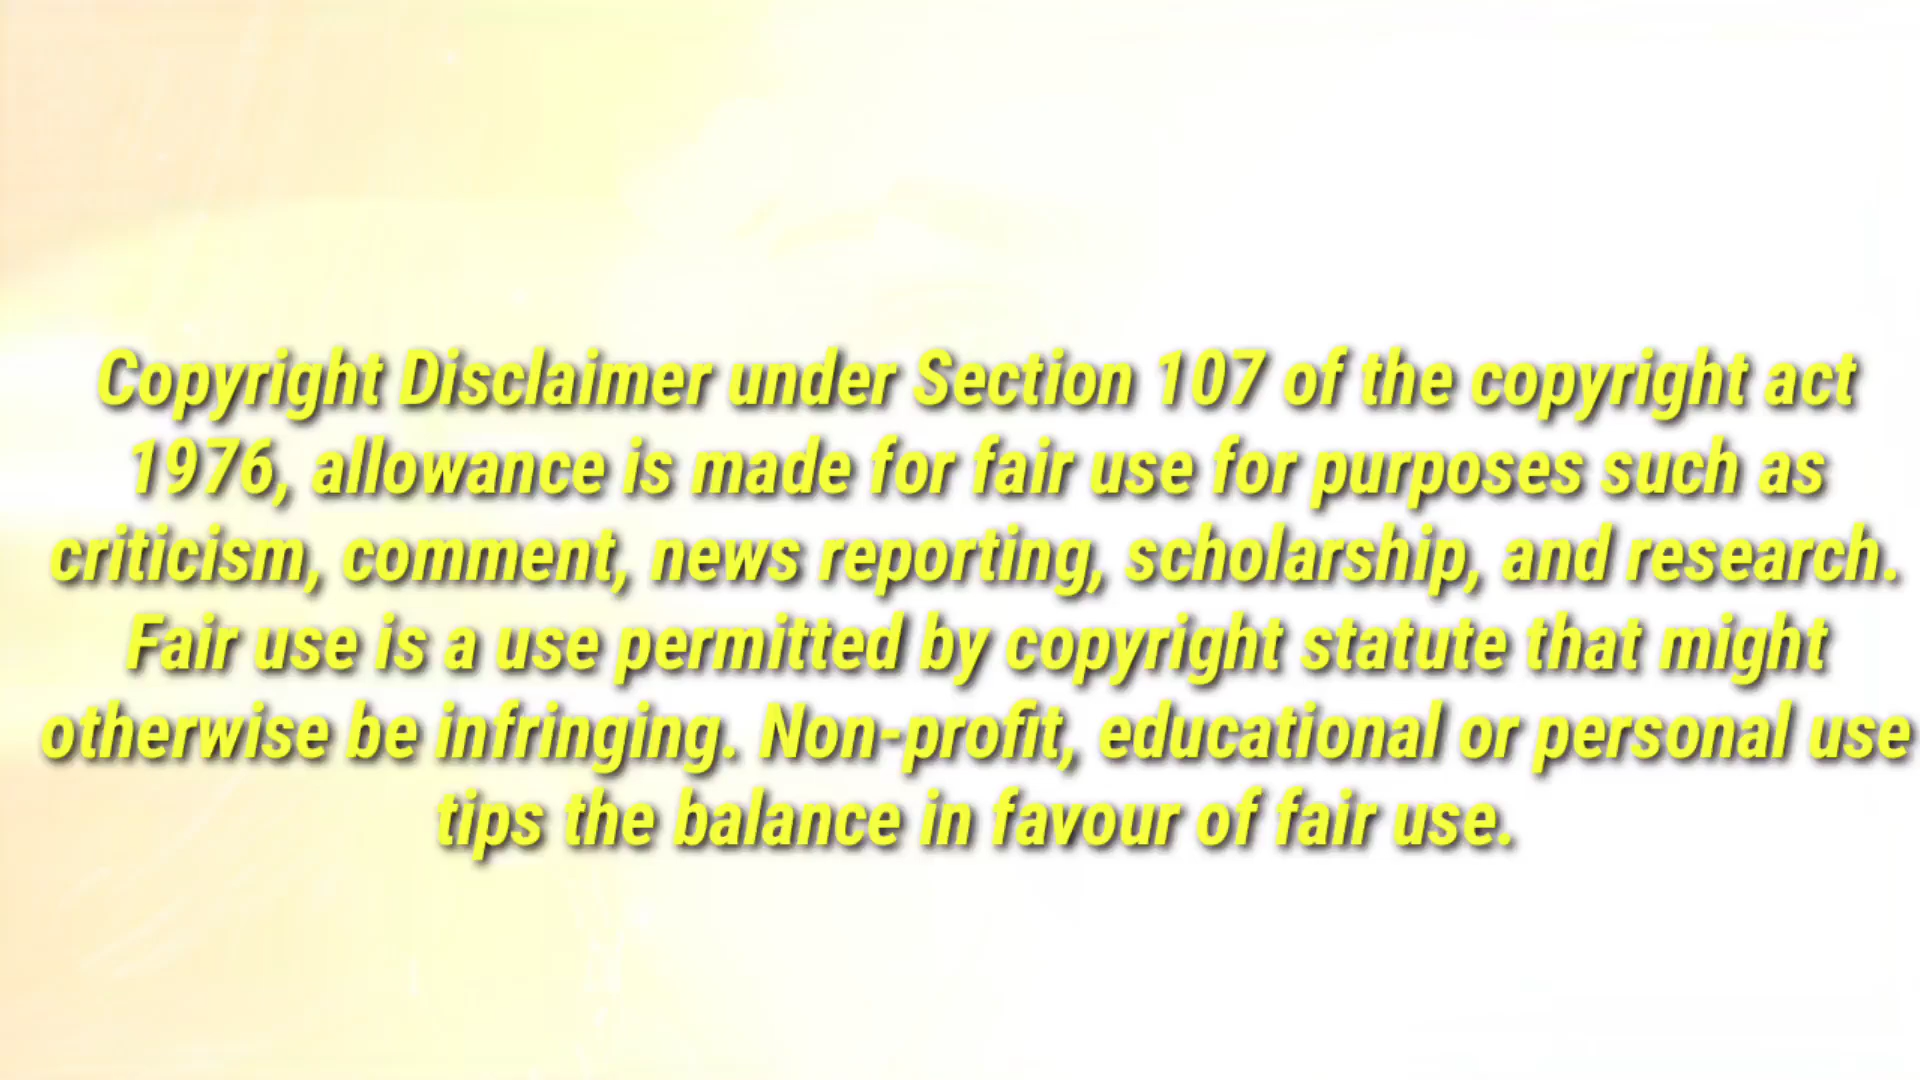 Copyright Disclaimer under Section 107 of the copyright act
1976, allowance is made for fair use for purposes such as
criticism, comment, news reporting, scholarship, and research.
Fair use is a use permitted by copyright statute that might
otherwise be infringing. Non-profit, educational or personal use
tips the balance in favour of fair use.